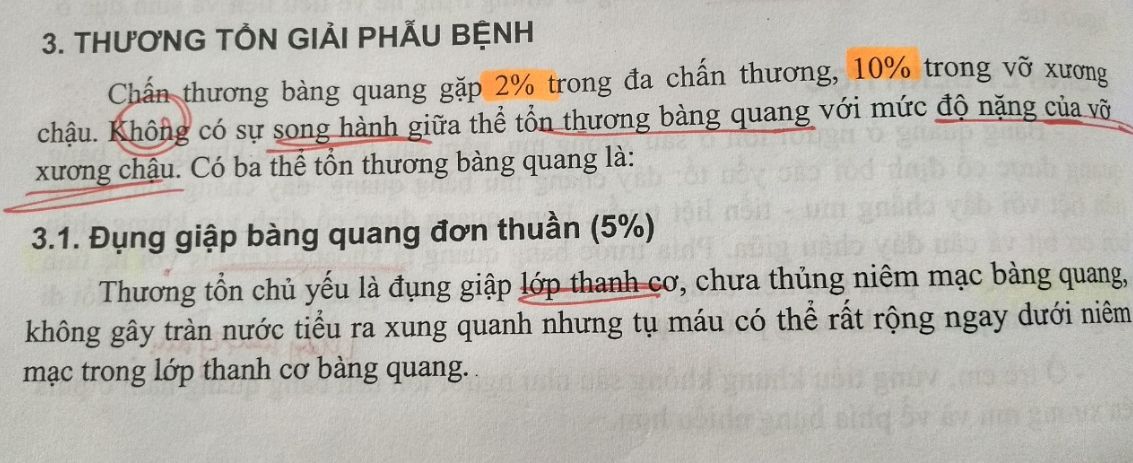 3. THƯƠNG TỔN GIẢI PHẪU BỆNH
Chấn thương bàng quang gặp 2% trong đa chấn thương, 10% trong vỡ xương
chậu. Không có sự song hành giữa thể tổn thương bàng quang với mức độ nặng của vỡ
xương chậu. Có ba thể tổn thương bàng quang là:
3.1. Đụng giập bàng quang đơn thuần (5%)
Thương tổn chủ yếu là đụng giập lớp thanh cơ, chưa thủng niêm mạc bàng quang,
không gây tràn nước tiểu ra xung quanh nhưng tụ máu có thể rất rộng ngay dưới niêm
mạc trong lớp thanh cơ bàng quang.